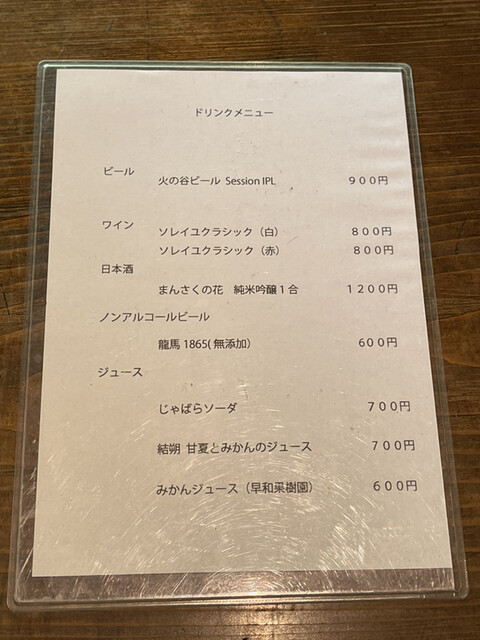 ドリンクメニュー
ビール
火の谷ビール Session IPL 900円
ワイン
ソレイユクラシック（白） 800円
ソレイユクラシック（赤） 800円
日本酒
まんさくの花 純米吟醸1合 1200円
ノンアルコールビール
龍馬1865(無添加） 600円
ジュース
じゃばらソーダ 700円
結朔 甘夏とみかんのジュース 700円
みかんジュース（早和果樹園） 600円